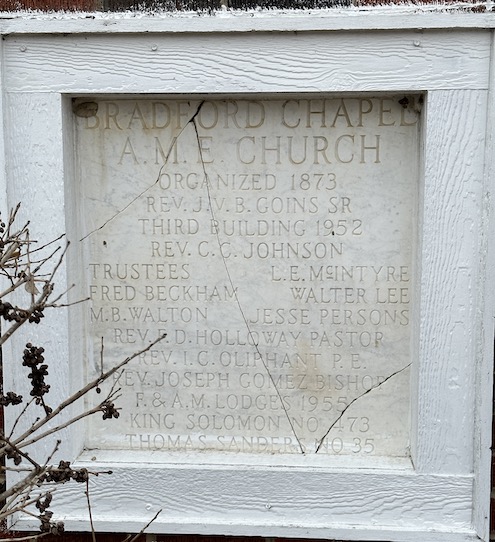 BRADFORD CHAPEL
A.M.E. CHURCH
ORGANIZED 1873
REV. J.V.B. GOINS SR
THIRD BUILDING 1952
REV. C.C. JOHNSON
TRUSTEES L.E. McINTYRE
FRED BECKHAM WALTER LEE
M.B. WALTON JESSE PERSONS
REV. E.D. HOLLOWAY PASTOR
REV. I.C. OLIPHANT P.E.
REV. JOSEPH GOMEZ BISHOP
F. & A.M. LODGES 1955
KING SOLOMON NO 473
THOMAS SANDERS NO 35